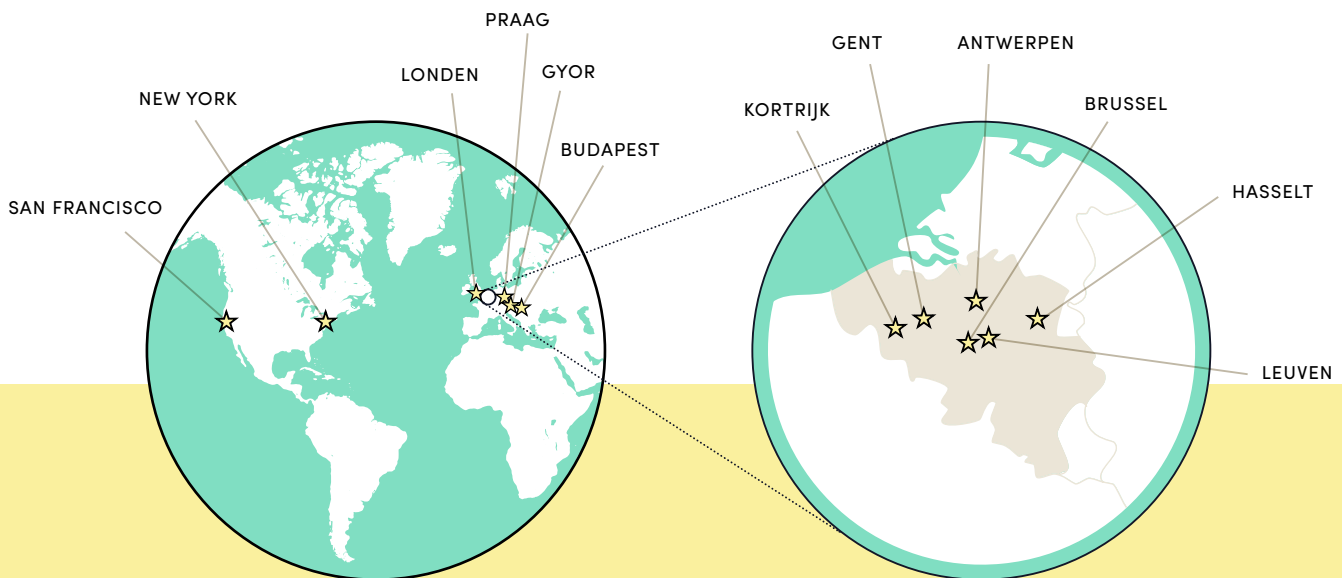 PRAAG
LONDEN
GYOR
NEW YORK
BUDAPEST
SAN FRANCISCO
GENT
ANTWERPEN
KORTRIJK
BRUSSEL
HASSELT
LEUVEN